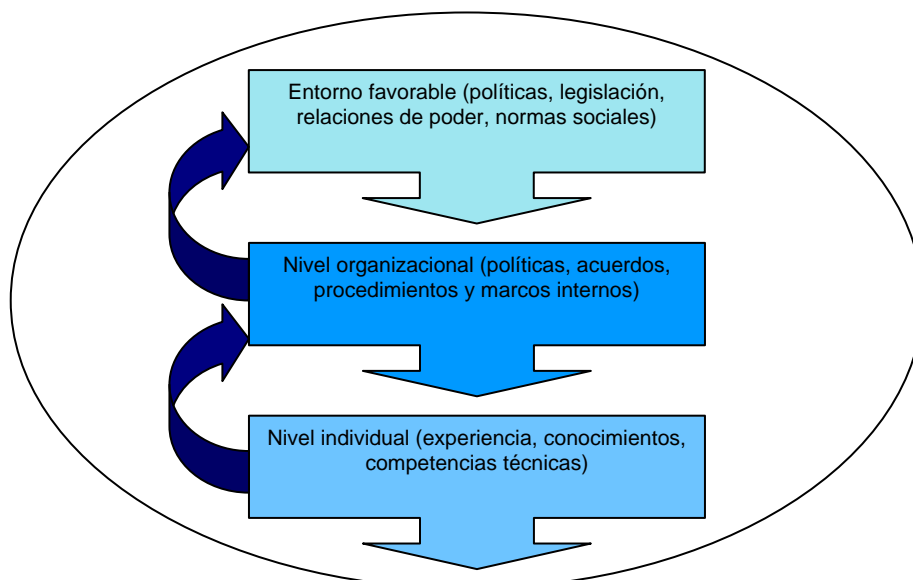 Entorno favorable (políticas, legislación,
relaciones de poder, normas sociales)
Nivel organizacional (políticas, acuerdos,
procedimientos y marcos internos)
Nivel individual (experiencia, conocimientos,
competencias técnicas)